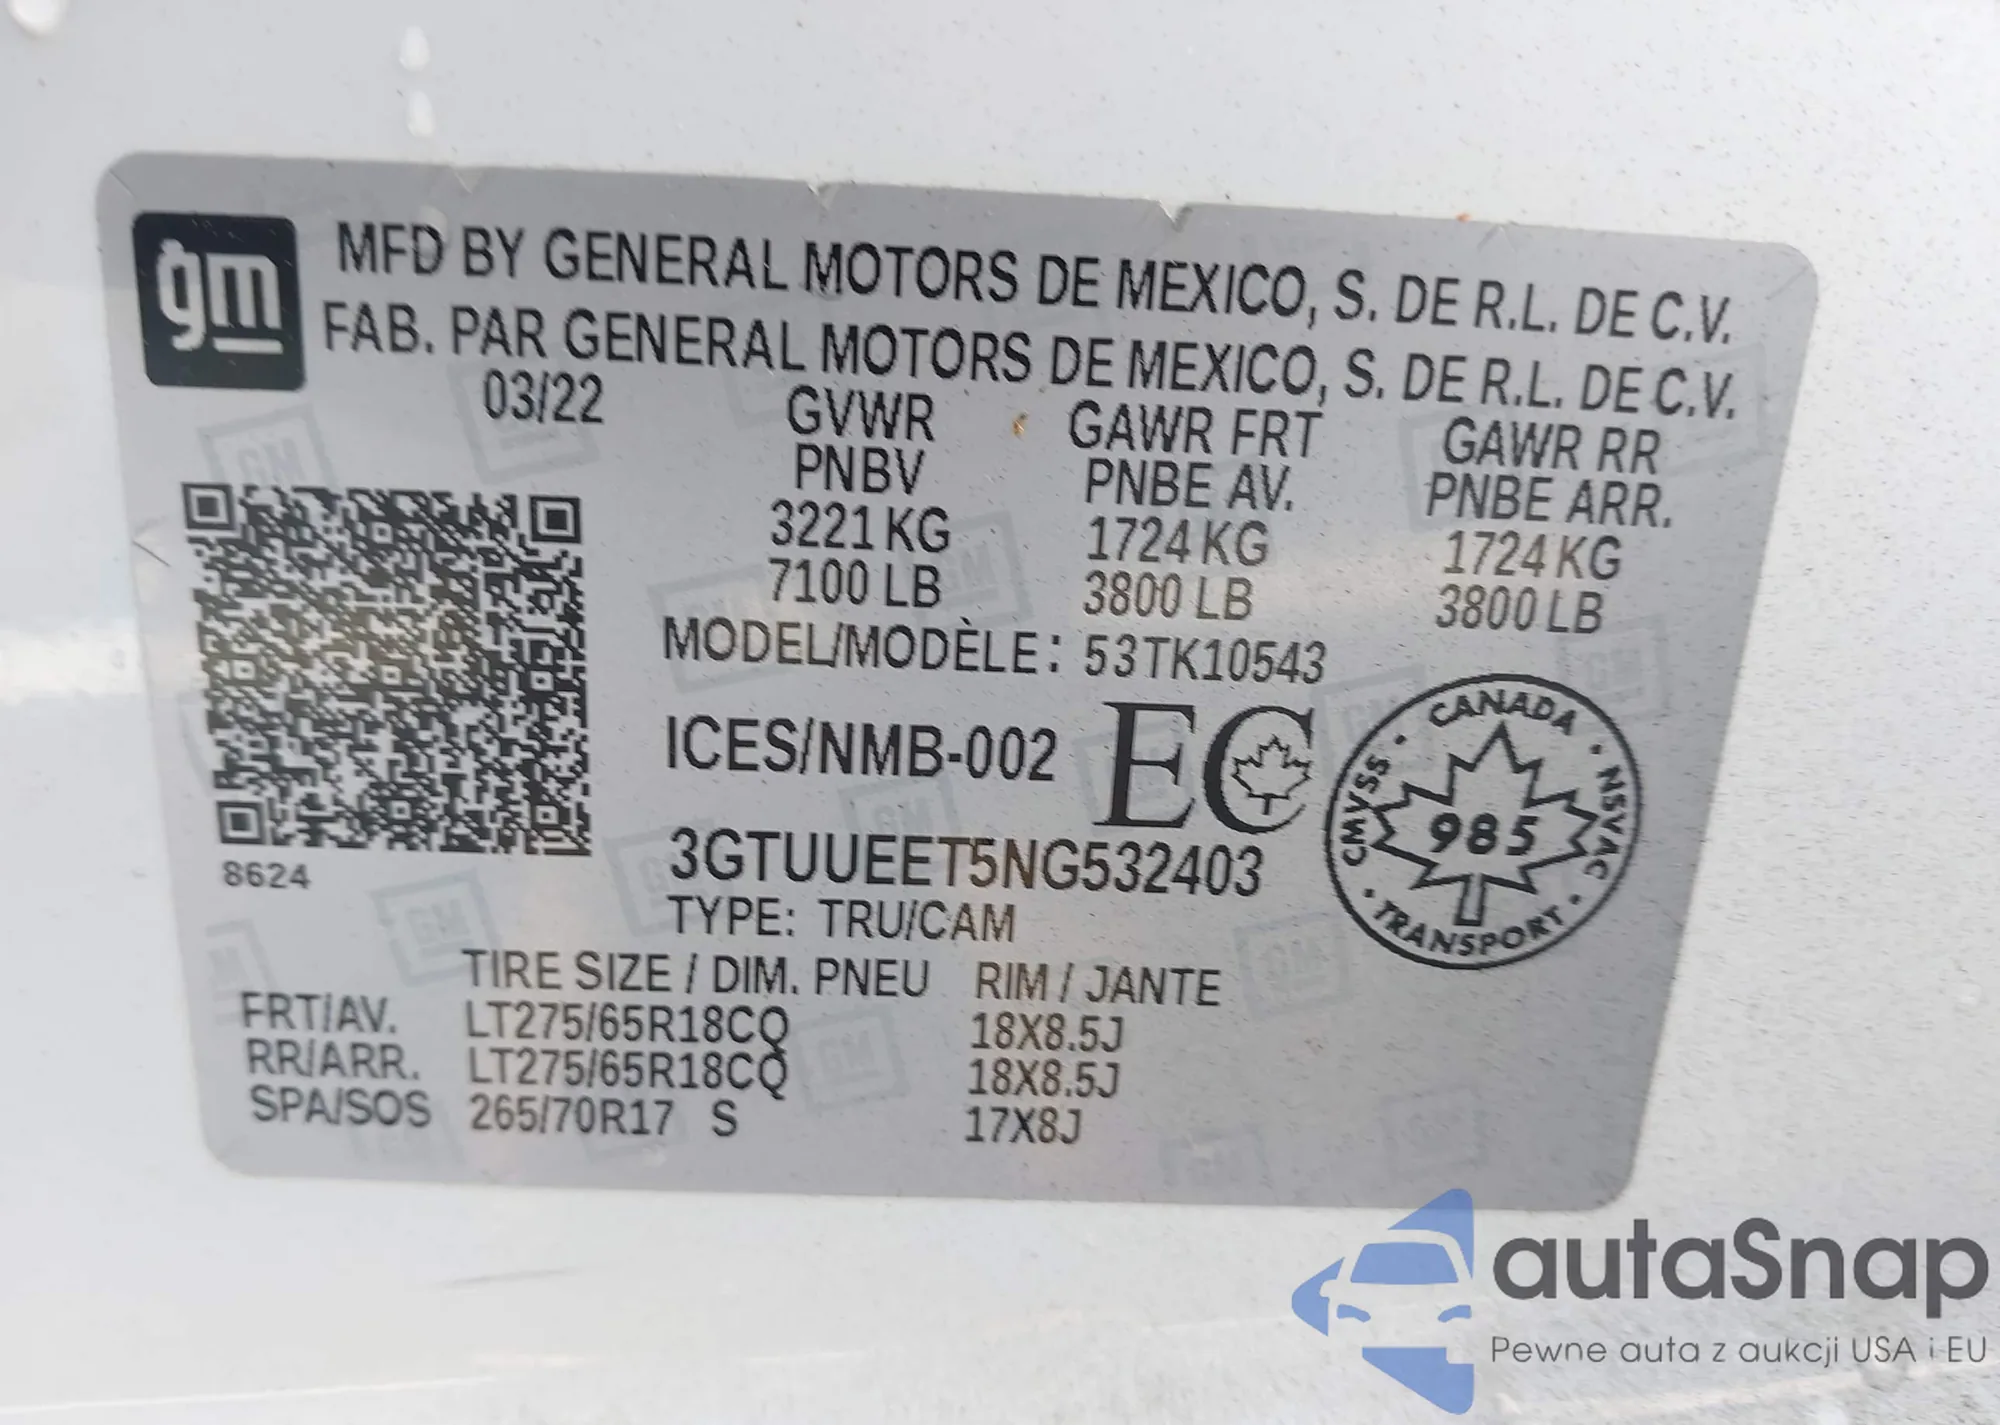 gm
MFD BY GENERAL MOTORS DE MEXICO, S. DE R.L. DE C.V.
FAB. PAR GENERAL MOTORS DE MEXICO, S. DE R.L. DE C.V.
03/22 GVWR GAWR FRT GAWR RR
PNBV PNBE AV. PNBE ARR.
3221 KG 1724 KG 1724 KG
7100 LB 3800 LB 3800 LB
MODEL/MODÈLE: 53TK10543
ICES/NMB-002 EC
CANADA · NSVAC · TRANSPORT · CMVSS ·
985
3GTUUEET5NG532403
8624
TYPE: TRU/CAM
TIRE SIZE / DIM. PNEU RIM / JANTE
FRT/AV. LT275/65R18CQ 18X8.5J
RR/ARR. LT275/65R18CQ 18X8.5J
SPA/SOS 265/70R17 S 17X8J
autaSnap
Pewne auta z aukcji USA i EU